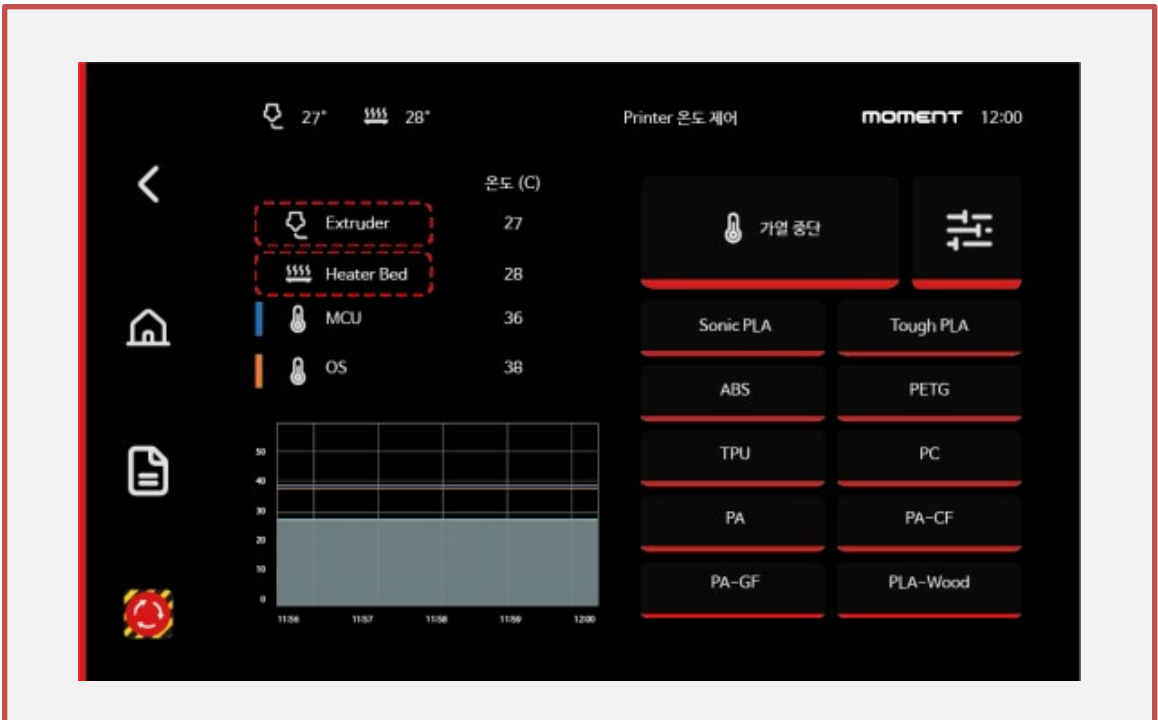 27° 28° Printer 온도 제어 moment 12:00
온도 (C)
Extruder 27
Heater Bed 28
MCU 36
OS 38
가열 중단
Sonic PLA Tough PLA
ABS PETG
TPU PC
PA PA-CF
PA-GF PLA-Wood
50
40
30
20
10
0
11:56 11:57 11:58 11:59 12:00